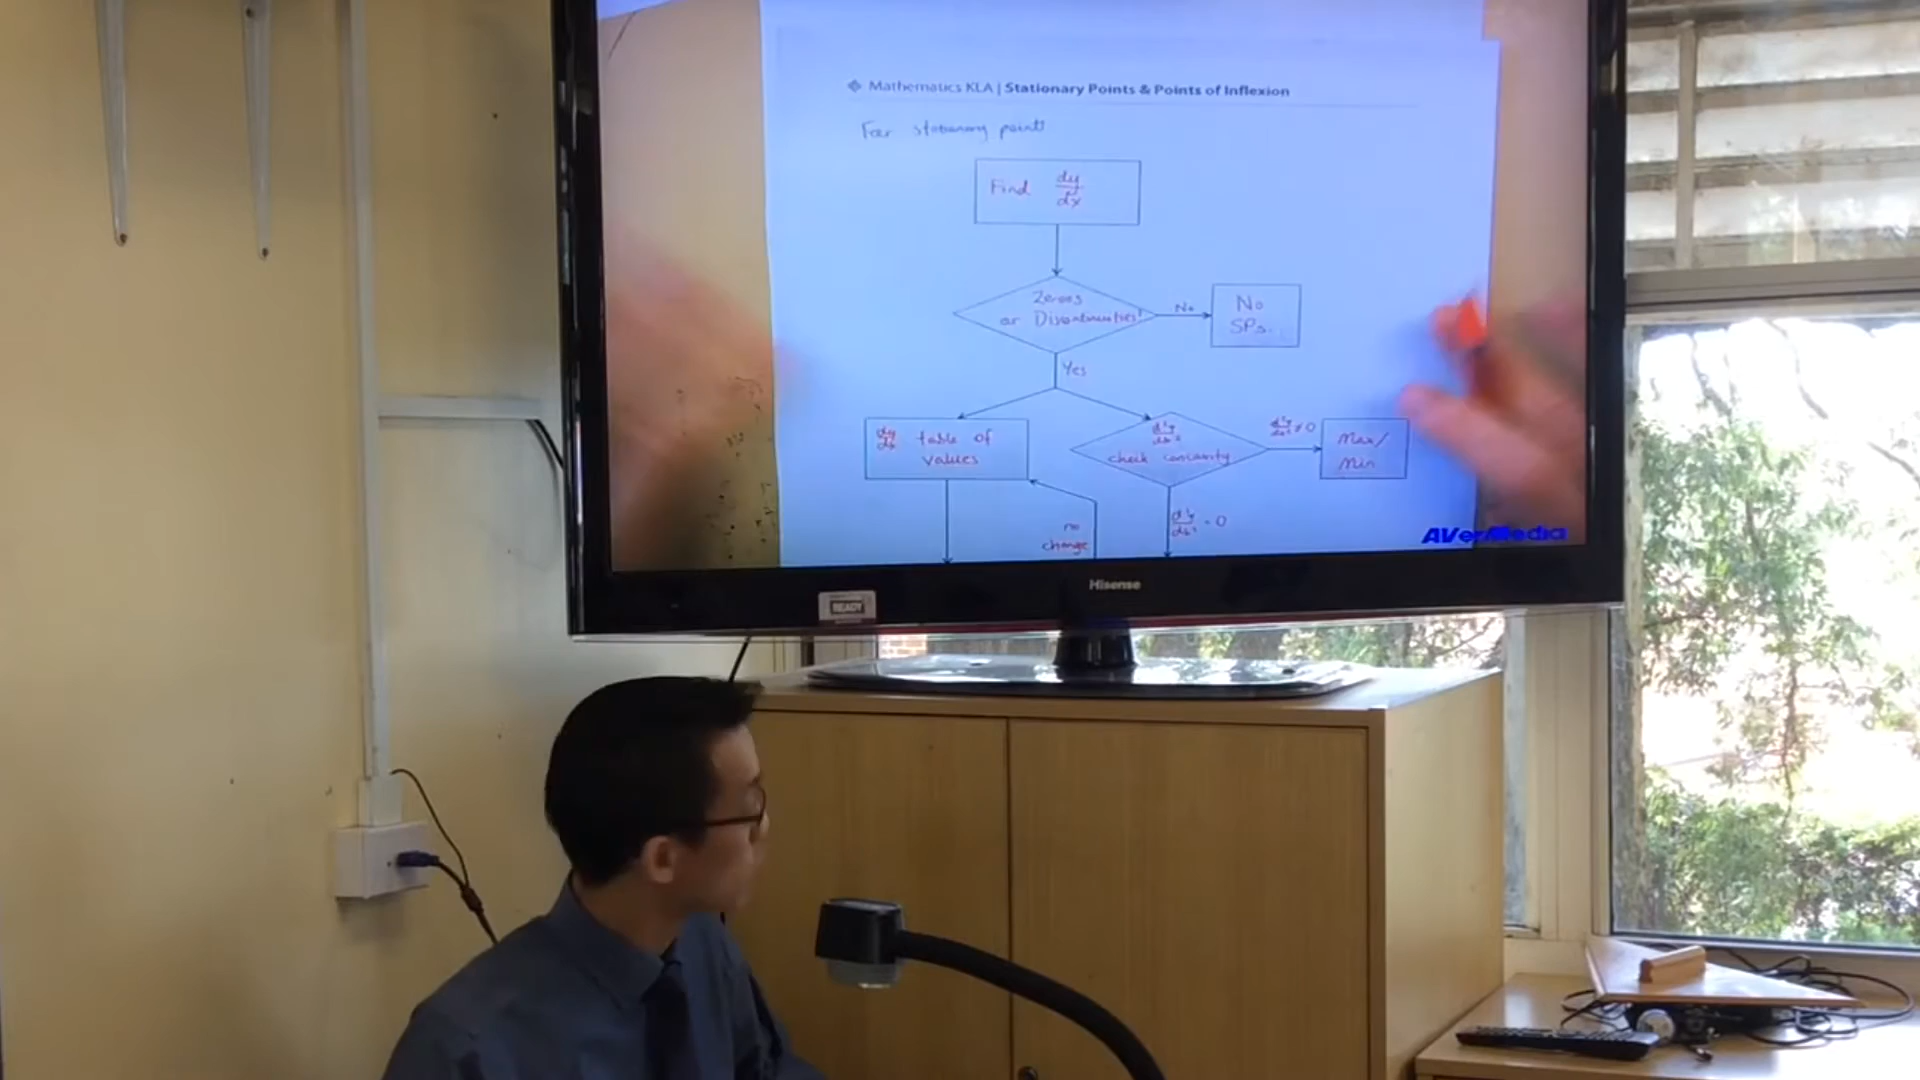 Mathematics KLA | Stationary Points & Points of Inflexion
For stationary points
Find dy/dx
Zeroes
or Discontinuities?
No
No
SPs.
Yes
dy/dx table of
values
d²y/dx²
check concavity
d²y/dx² ≠ 0
Max/
Min
no
change
d²y/dx² = 0
AVerMedia
Hisense
READY